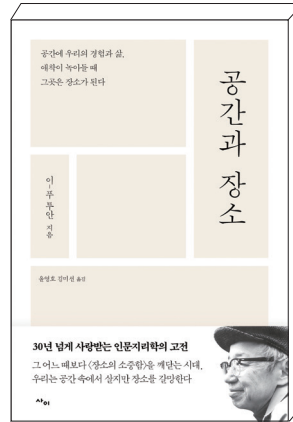 공간에 우리의 경험과 삶,
애착이 녹아들 때
그곳은 장소가 된다
공간과 장소
이-푸 투안 지음
윤영호 김미선 옮김
30년 넘게 사랑받는 인문지리학의 고전
그 어느 때보다 〈장소의 소중함〉을 깨닫는 시대,
우리는 공간 속에서 살지만 장소를 갈망한다
사이